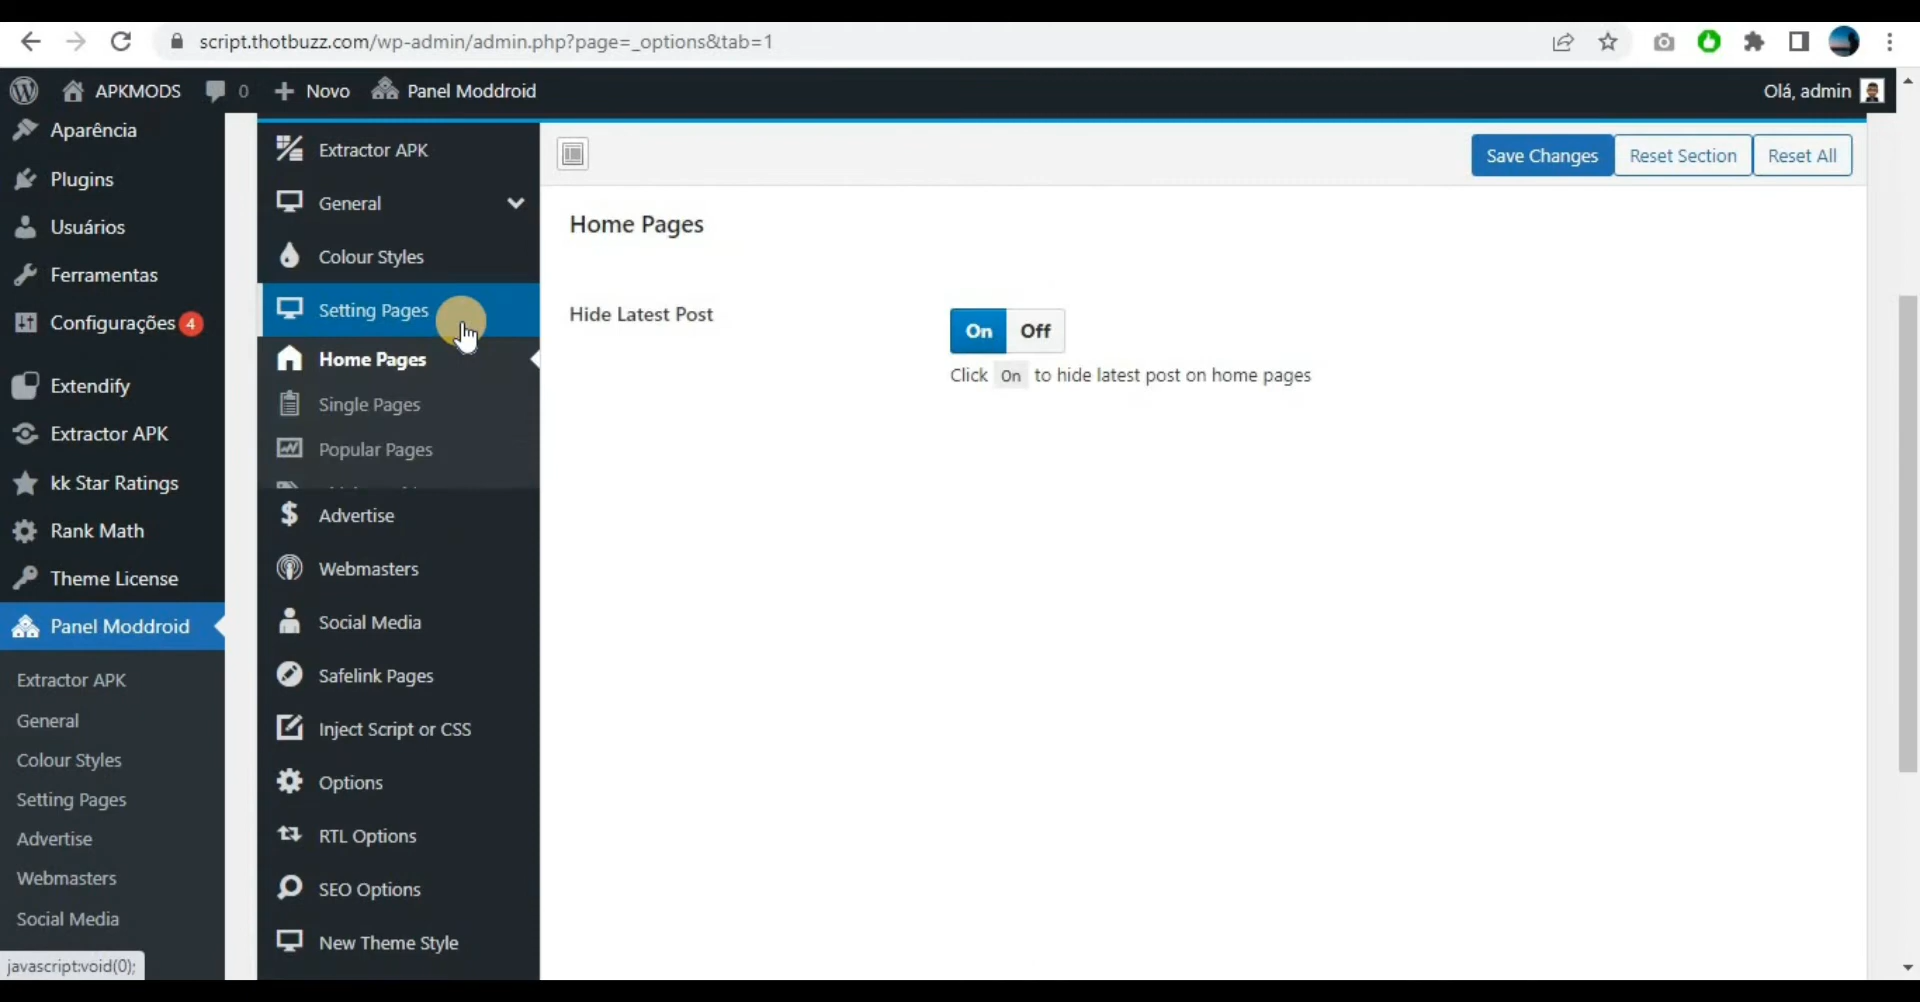 script.thotbuzz.com/wp-admin/admin.php?page=_options&tab=1
APKMODS 0 Novo Panel Moddroid Olá, admin
Aparência
Plugins
Usuários
Ferramentas
Configurações 4
Extendify
Extractor APK
kk Star Ratings
Rank Math
Theme License
Panel Moddroid
Extractor APK
General
Colour Styles
Setting Pages
Advertise
Webmasters
Social Media
javascript:void(0);
Extractor APK
General
Colour Styles
Setting Pages
Home Pages
Single Pages
Popular Pages
Advertise
Webmasters
Social Media
Safelink Pages
Inject Script or CSS
Options
RTL Options
SEO Options
New Theme Style
Save Changes Reset Section Reset All
Home Pages
Hide Latest Post
On Off
Click On to hide latest post on home pages